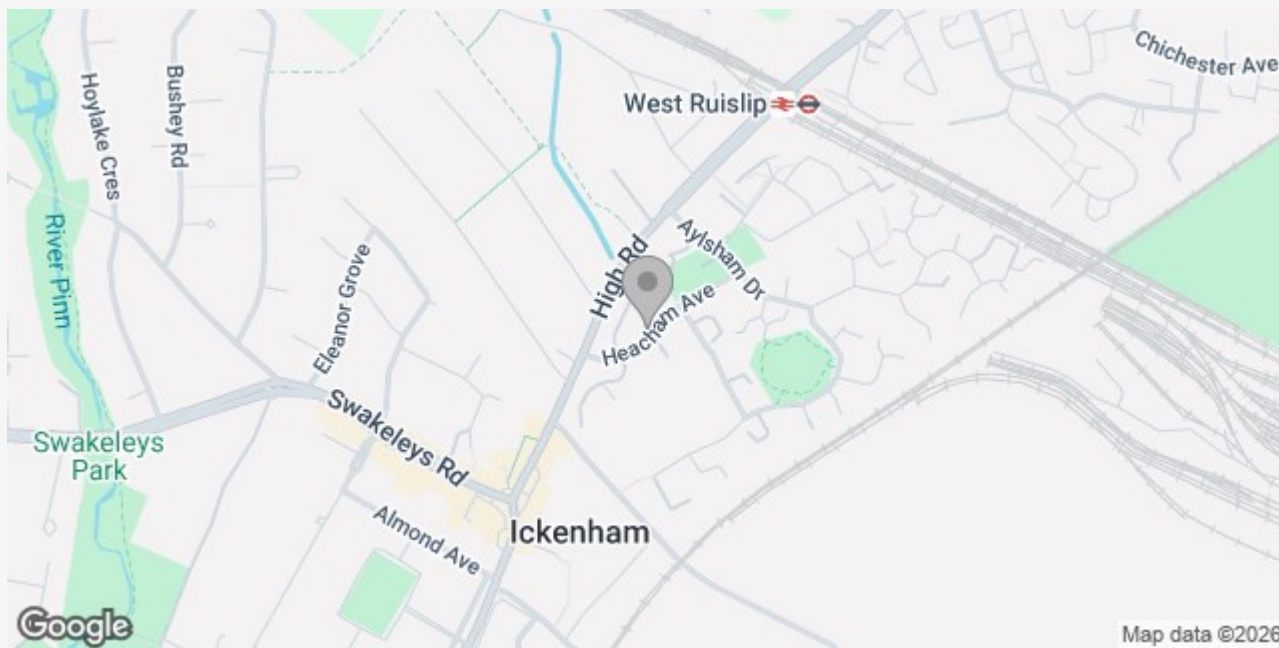 Chichester Ave
West Ruislip
Bushey Rd
Hoylake Cres
River Pinn
Aylsham Dr
High Rd
Eleanor Grove
Heacham Ave
Swakeleys Rd
Swakeleys
Park
Almond Ave
Ickenham
Google
Map data ©2026